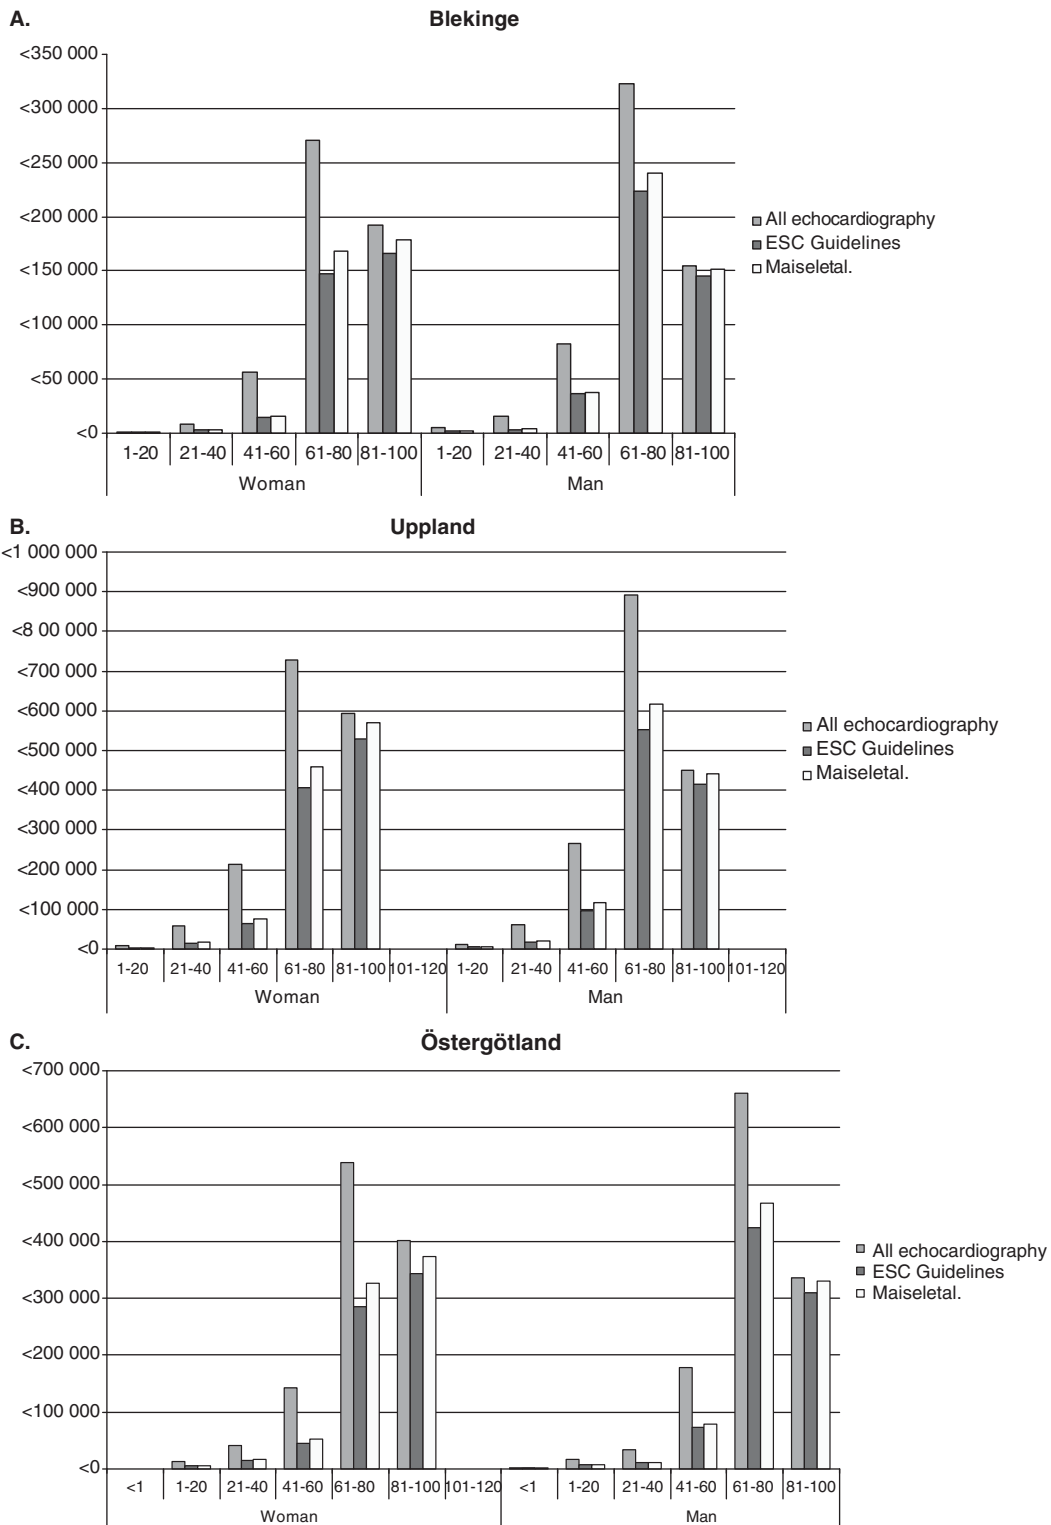 A.
Blekinge
<350 000
<300 000
<250 000
<200 000
<150 000
<100 000
<50 000
<0
1-20 21-40 41-60 61-80 81-100 1-20 21-40 41-60 61-80 81-100
Woman Man
All echocardiography
ESC Guidelines
Maiseletal.
B.
Uppland
<1 000 000
<900 000
<8 00 000
<700 000
<600 000
<500 000
<400 000
<300 000
<200 000
<100 000
<0
1-20 21-40 41-60 61-80 81-100 101-120 1-20 21-40 41-60 61-80 81-100 101-120
Woman Man
All echocardiography
ESC Guidelines
Maiseletal.
C.
Östergötland
<700 000
<600 000
<500 000
<400 000
<300 000
<200 000
<100 000
<0
<1 1-20 21-40 41-60 61-80 81-100 101-120 <1 1-20 21-40 41-60 61-80 81-100
Woman Man
All echocardiography
ESC Guidelines
Maiseletal.